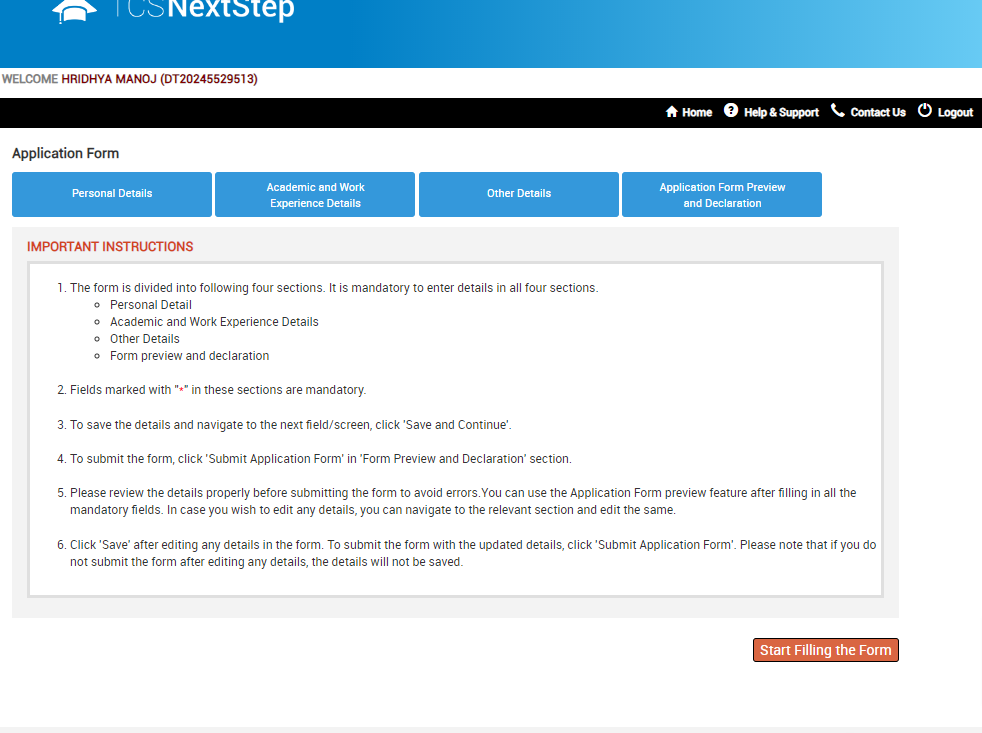 TCSNextStep
WELCOME HRIDHYA MANOJ (DT20245529513)
Home Help & Support Contact Us Logout
Application Form
Personal Details
Academic and Work
Experience Details
Other Details
Application Form Preview
and Declaration
IMPORTANT INSTRUCTIONS
1. The form is divided into following four sections. It is mandatory to enter details in all four sections.
Personal Detail
Academic and Work Experience Details
Other Details
Form preview and declaration
2. Fields marked with "*" in these sections are mandatory.
3. To save the details and navigate to the next field/screen, click 'Save and Continue'.
4. To submit the form, click 'Submit Application Form' in 'Form Preview and Declaration' section.
5. Please review the details properly before submitting the form to avoid errors.You can use the Application Form preview feature after filling in all the
mandatory fields. In case you wish to edit any details, you can navigate to the relevant section and edit the same.
6. Click 'Save' after editing any details in the form. To submit the form with the updated details, click 'Submit Application Form'. Please note that if you do
not submit the form after editing any details, the details will not be saved.
Start Filling the Form